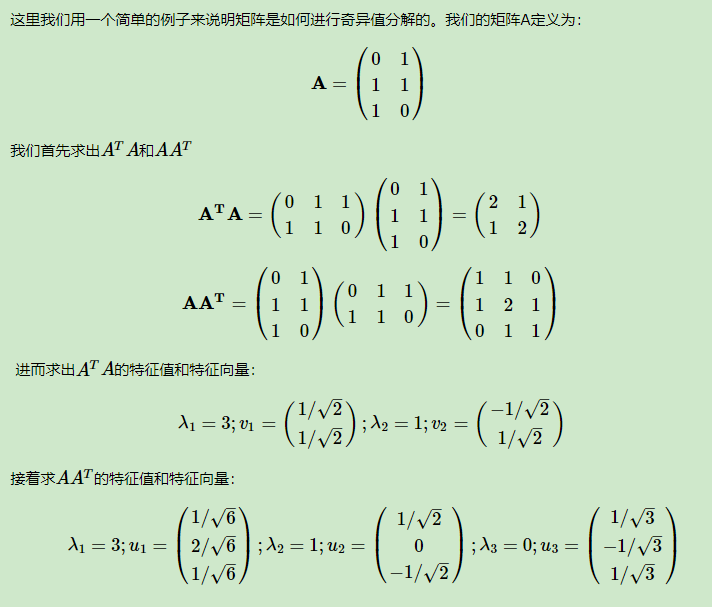 这里我们用一个简单的例子来说明矩阵是如何进行奇异值分解的。我们的矩阵A定义为：
$$\mathbf{A} = \begin{pmatrix} 0 & 1 \\ 1 & 1 \\ 1 & 0 \end{pmatrix}$$
我们首先求出$A^T A$和$AA^T$
$$\mathbf{A^T A} = \begin{pmatrix} 0 & 1 & 1 \\ 1 & 1 & 0 \end{pmatrix} \begin{pmatrix} 0 & 1 \\ 1 & 1 \\ 1 & 0 \end{pmatrix} = \begin{pmatrix} 2 & 1 \\ 1 & 2 \end{pmatrix}$$
$$\mathbf{AA^T} = \begin{pmatrix} 0 & 1 \\ 1 & 1 \\ 1 & 0 \end{pmatrix} \begin{pmatrix} 0 & 1 & 1 \\ 1 & 1 & 0 \end{pmatrix} = \begin{pmatrix} 1 & 1 & 0 \\ 1 & 2 & 1 \\ 0 & 1 & 1 \end{pmatrix}$$
进而求出$A^T A$的特征值和特征向量：
$$\lambda_1 = 3; v_1 = \begin{pmatrix} 1/\sqrt{2} \\ 1/\sqrt{2} \end{pmatrix}; \lambda_2 = 1; v_2 = \begin{pmatrix} -1/\sqrt{2} \\ 1/\sqrt{2} \end{pmatrix}$$
接着求$AA^T$的特征值和特征向量：
$$\lambda_1 = 3; u_1 = \begin{pmatrix} 1/\sqrt{6} \\ 2/\sqrt{6} \\ 1/\sqrt{6} \end{pmatrix}; \lambda_2 = 1; u_2 = \begin{pmatrix} 1/\sqrt{2} \\ 0 \\ -1/\sqrt{2} \end{pmatrix}; \lambda_3 = 0; u_3 = \begin{pmatrix} 1/\sqrt{3} \\ -1/\sqrt{3} \\ 1/\sqrt{3} \end{pmatrix}$$